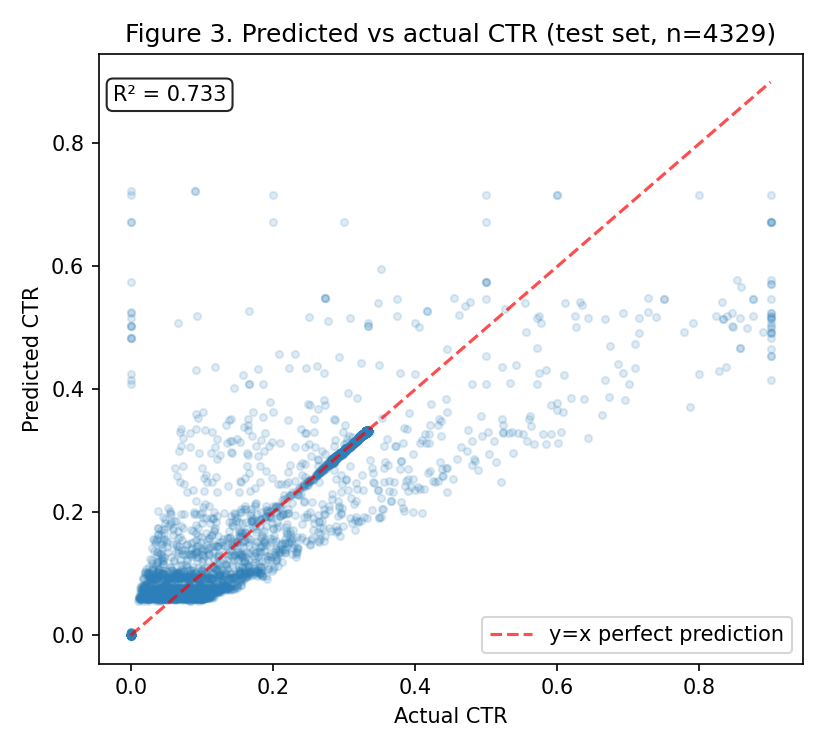 Figure 3. Predicted vs actual CTR (test set, n=4329)
R² = 0.733
0.8
0.6
0.4
0.2
0.0
Predicted CTR
y=x perfect prediction
0.0 0.2 0.4 0.6 0.8
Actual CTR